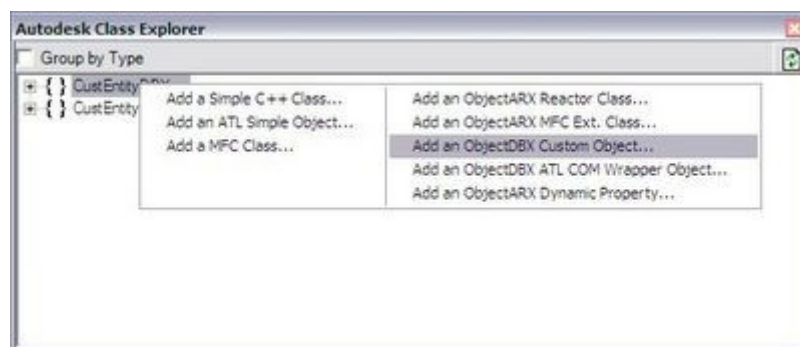 Autodesk Class Explorer
Group by Type
{ } CustEntityDBX
{ } CustEntity
Add a Simple C++ Class...
Add an ATL Simple Object...
Add a MFC Class...
Add an ObjectARX Reactor Class...
Add an ObjectARX MFC Ext. Class...
Add an ObjectDBX Custom Object...
Add an ObjectDBX ATL COM Wrapper Object...
Add an ObjectARX Dynamic Property...